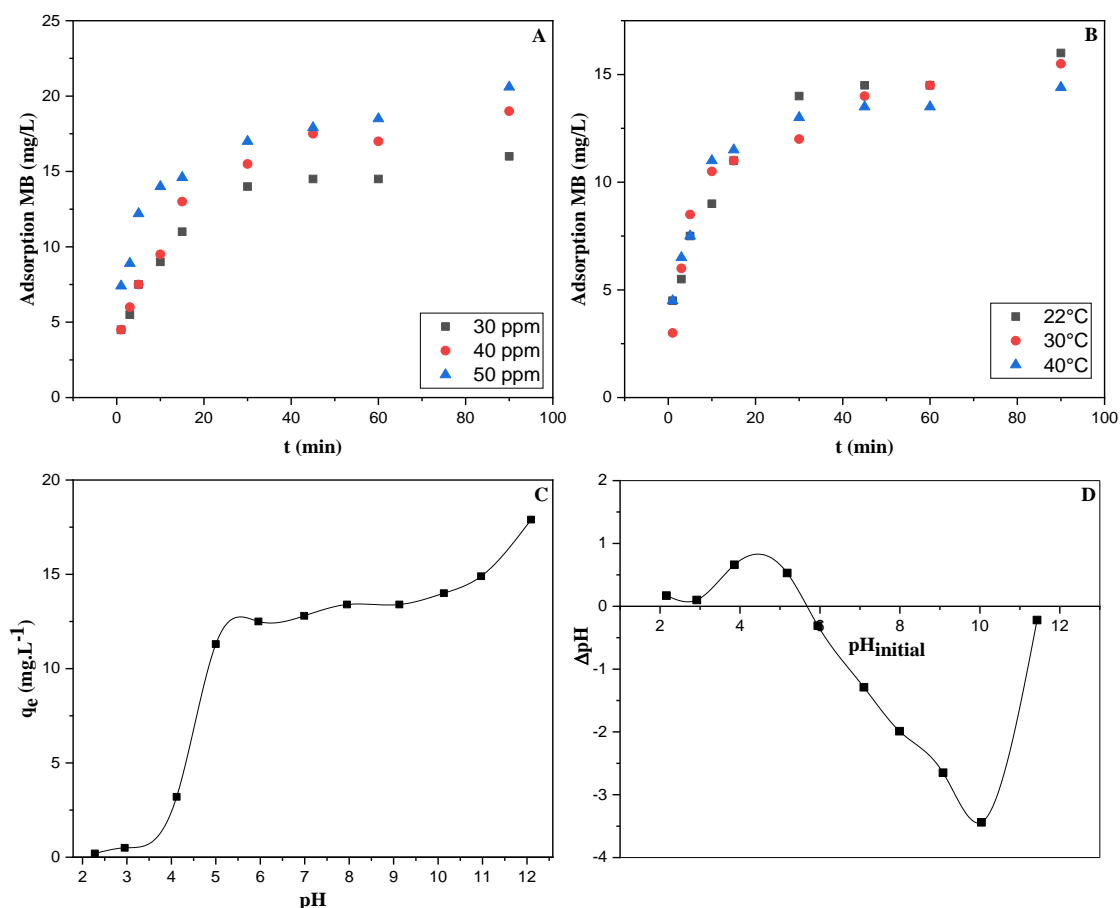 A
Adsorption MB (mg/L)
25
20
15
10
5
0
0 20 40 60 80 100
t (min)
30 ppm
40 ppm
50 ppm
B
Adsorption MB (mg/L)
15
10
5
0
0 20 40 60 80 100
t (min)
22°C
30°C
40°C
C
qe (mg.L-1)
20
15
10
5
0
2 3 4 5 6 7 8 9 10 11 12
pH
D
ΔpH
2
1
0
-1
-2
-3
-4
2 4 6 8 10 12
pHinitial